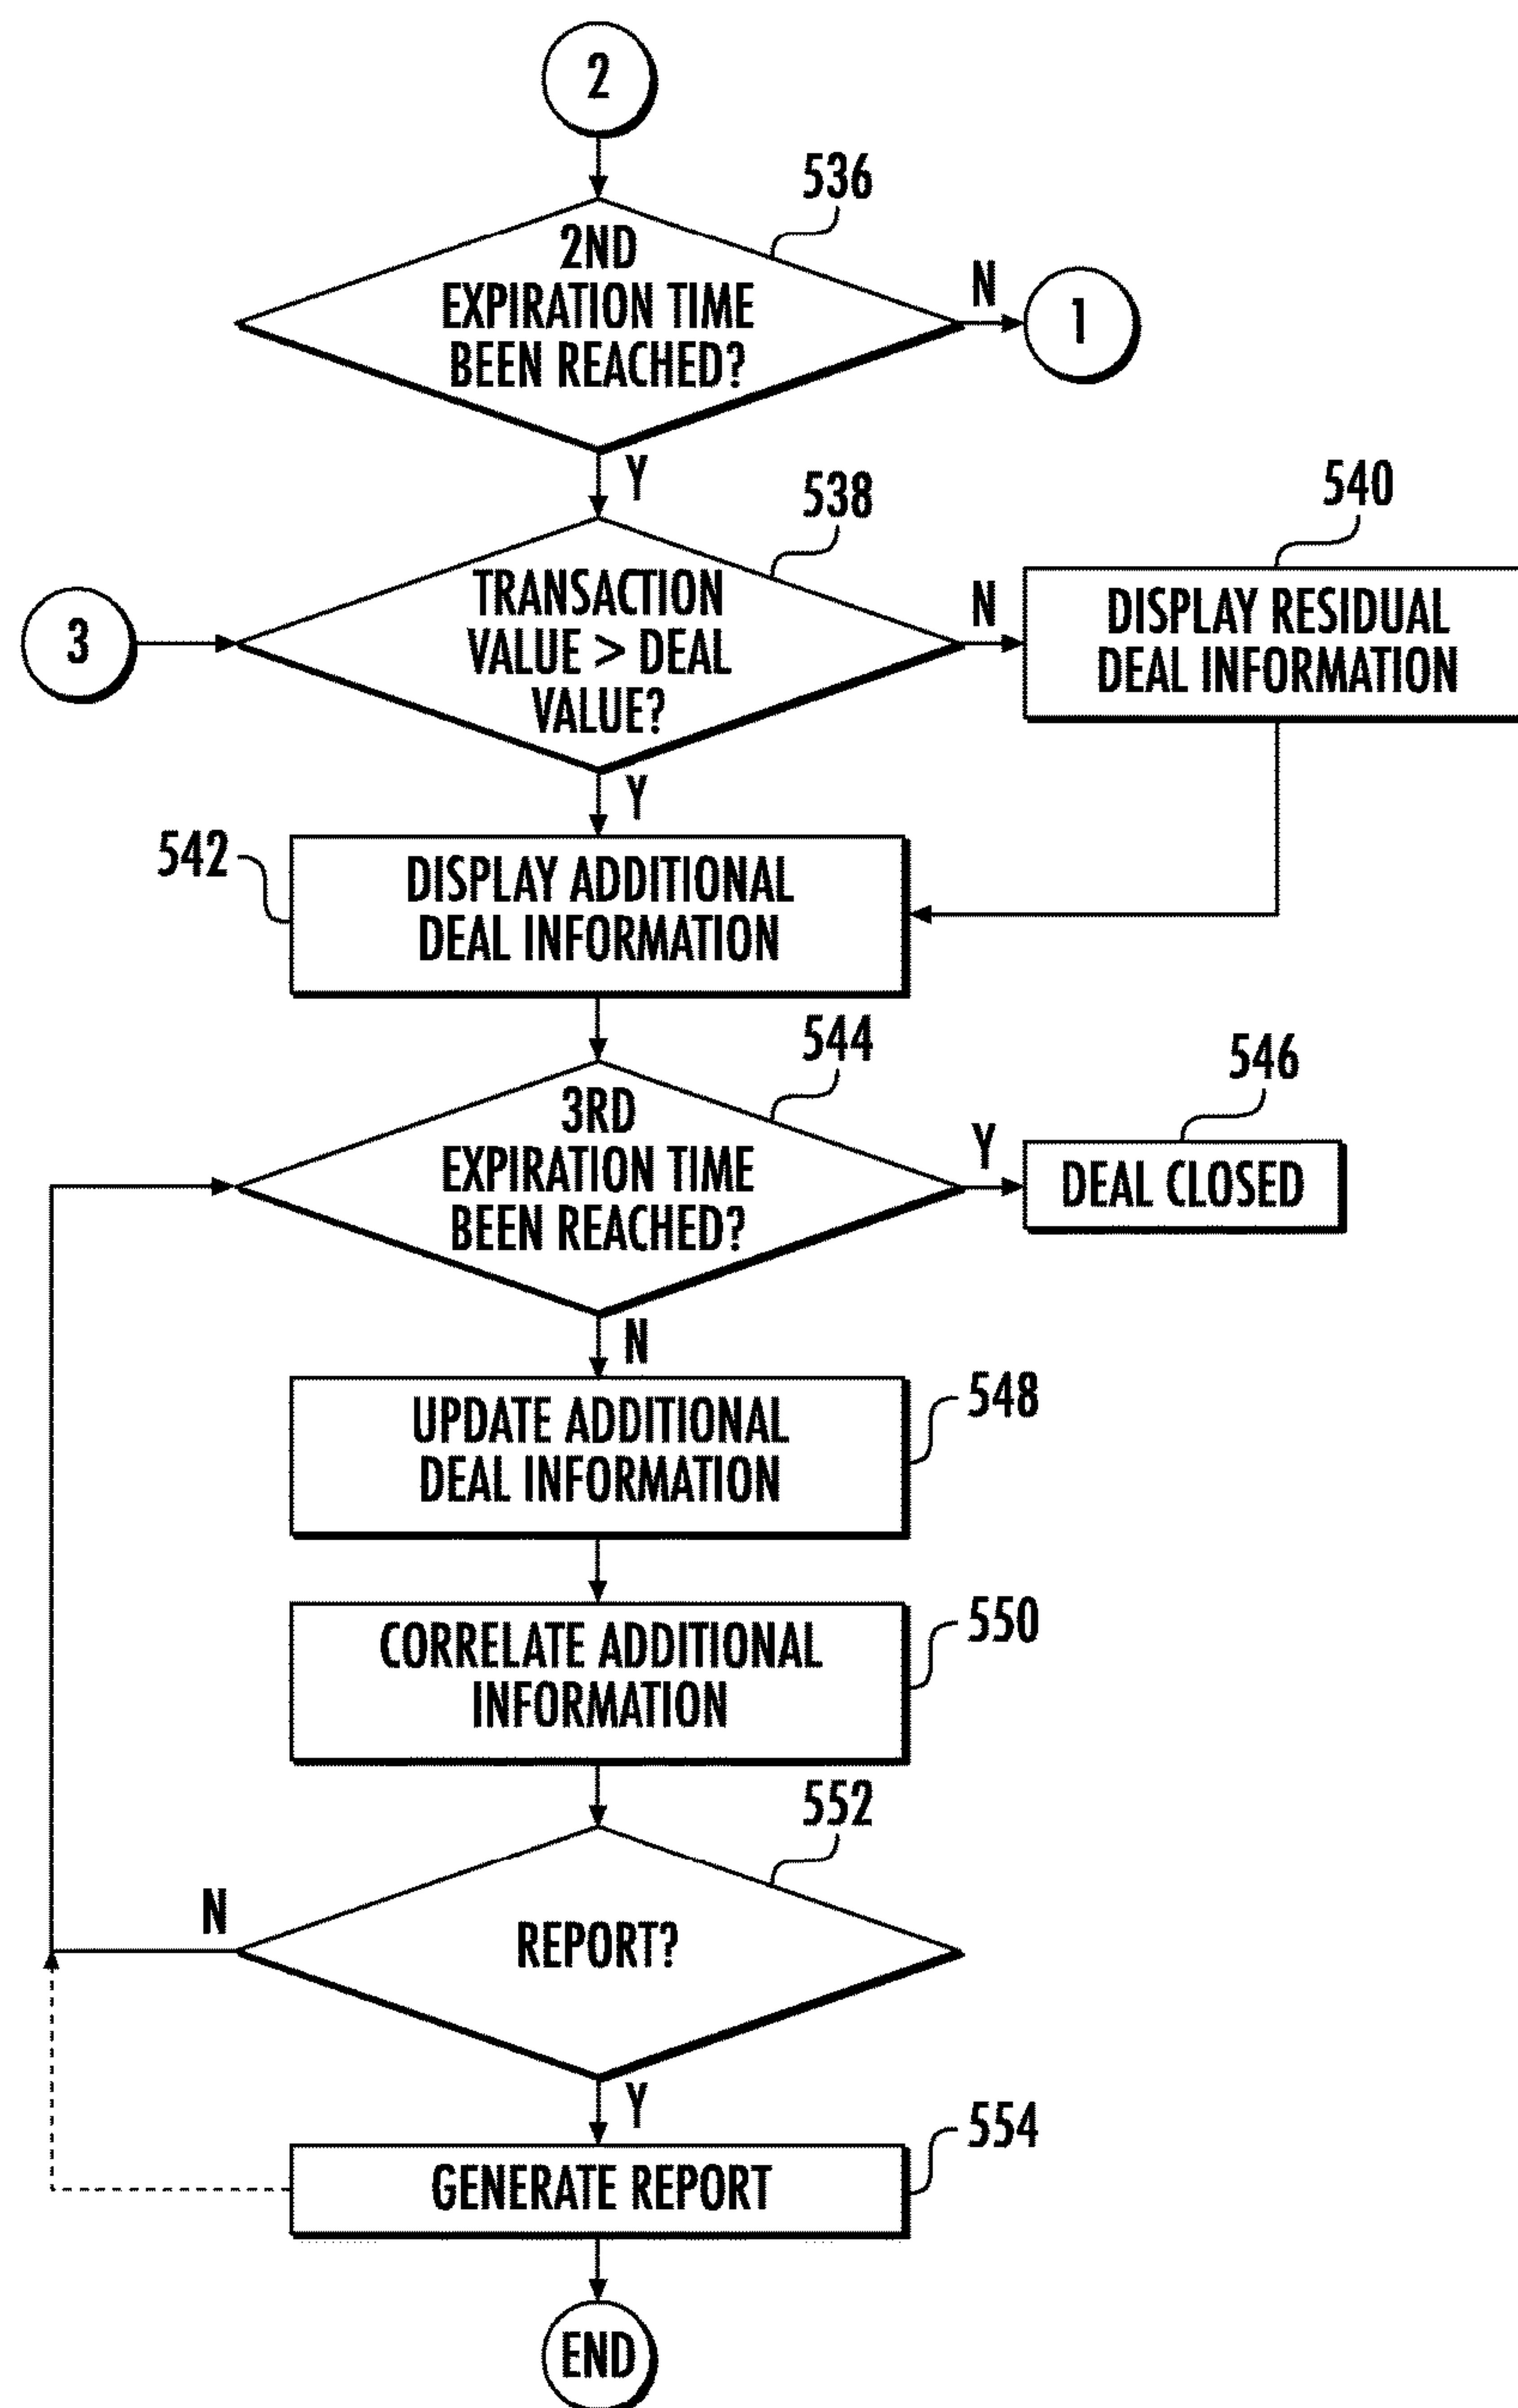 2
536
2ND
EXPIRATION TIME
BEEN REACHED?
N
1
Y
538
540
3
TRANSACTION
VALUE > DEAL
VALUE?
N
DISPLAY RESIDUAL
DEAL INFORMATION
Y
542
DISPLAY ADDITIONAL
DEAL INFORMATION
544
546
3RD
EXPIRATION TIME
BEEN REACHED?
Y
DEAL CLOSED
N
548
UPDATE ADDITIONAL
DEAL INFORMATION
550
CORRELATE ADDITIONAL
INFORMATION
552
N
REPORT?
Y
554
GENERATE REPORT
END